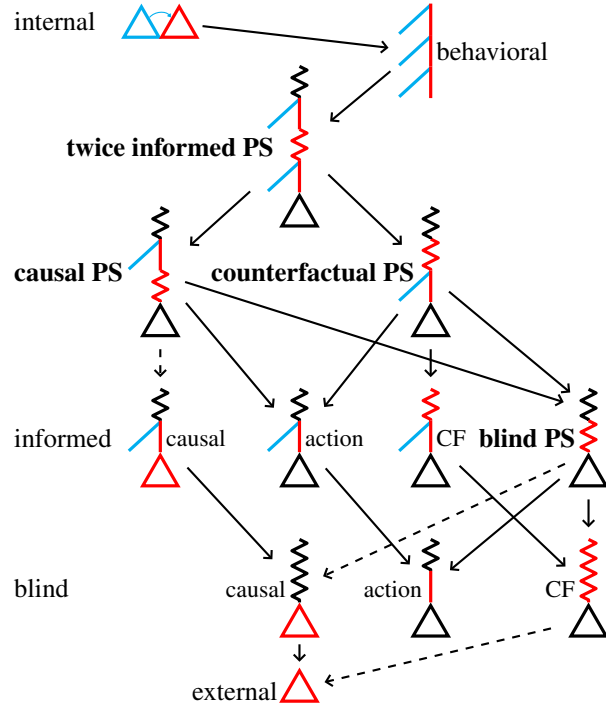 internal
behavioral
twice informed PS
causal PS
counterfactual PS
informed causal action CF blind PS
blind causal action CF
external